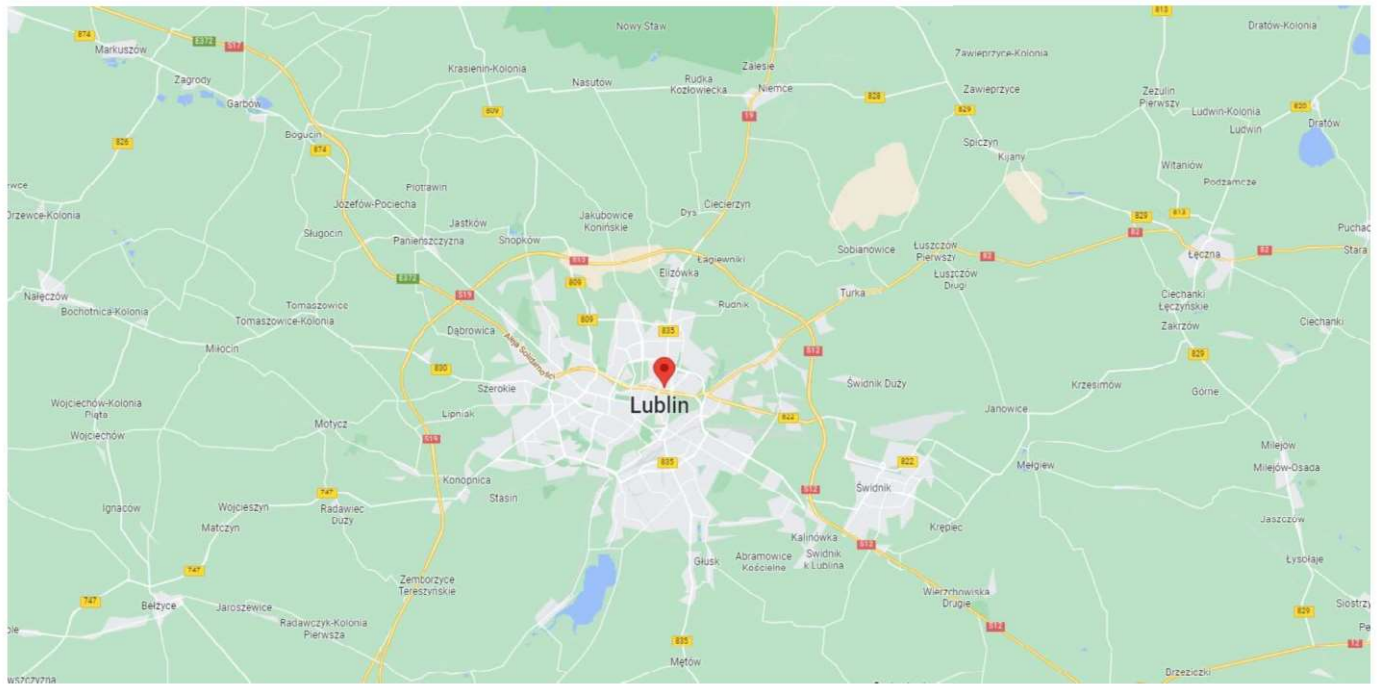 Nowy Staw
813
Dratów-Kolonia
874
E372
S17
Markuszów
Zawieprzyce-Kolonia
Krasienin-Kolonia
Zalesie
Zagrody
Nasutów
Rudka
Kozłowiecka
Niemce
Zawieprzyce
Zezulin
Pierwszy
Garbów
809
828
829
Ludwin-Kolonia
820
19
Ludwin
Dratów
Bogucin
826
874
Spiczyn
Kijany
Witaniów
Piotrawin
Podzamcze
Józefów-Pociecha
Ciecierzyn
Dys
Drzewce-Kolonia
Jastków
Jakubowice
Konińskie
829
813
Sługocin
Panieńszczyzna
Snopków
82
Sobianowice
Łuszczów
Pierwszy
Stara
Łęczna
82
82
S12
Łagiewniki
Elizówka
Łuszczów
Drugi
E372
809
Turka
Nałęczów
S19
Ciechanki
Łęczyńskie
Tomaszowice
Rudnik
Bochotnica-Kolonia
Tomaszowice-Kolonia
809
Ciechanki
Dąbrowica
835
Zakrzów
Miłocin
Aleja Solidarności
S12
829
830
Szerokie
Świdnik Duży
Krzesimów
Górne
Wojciechów-Kolonia
Piąta
Lublin
Lipniak
Janowice
Motycz
822
Wojciechów
S19
Milejów
835
822
Mełgiew
Milejów-Osada
Konopnica
Stasin
747
S12
Świdnik
Ignaców
Wojcieszyn
Radawiec
Duży
Matczyn
Krępiec
Jaszczów
Kalinówka
S12
Głusk
Abramowice
Kościelne
Świdnik
k Lublina
Łysołaje
747
Zemborzyce
Tereszyńskie
Wierzchowiska
Drugie
747
Bełżyce
Jaroszewice
829
Radawczyk-Kolonia
Pierwsza
S12
835
12
Mętów
Brzeziczki